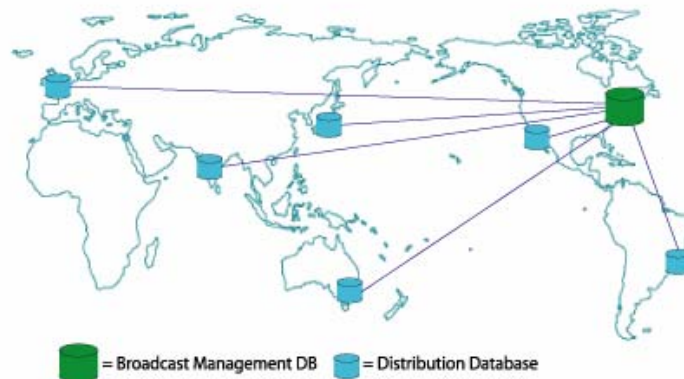 = Broadcast Management DB = Distribution Database